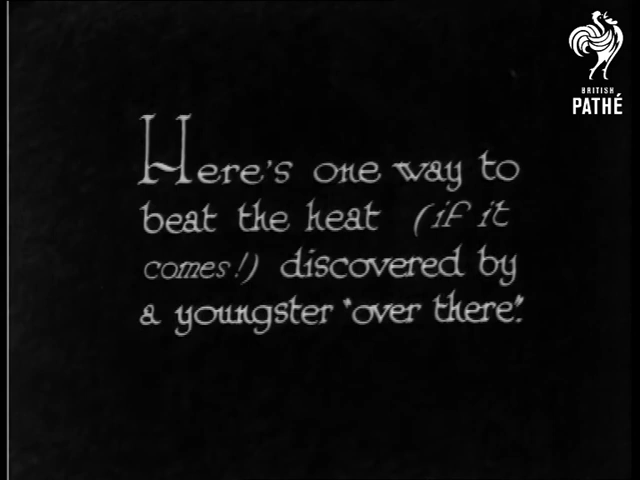 BRITISH
PATHÉ
Here's one way to
beat the heat (if it
comes!) discovered by
a youngster "over there".